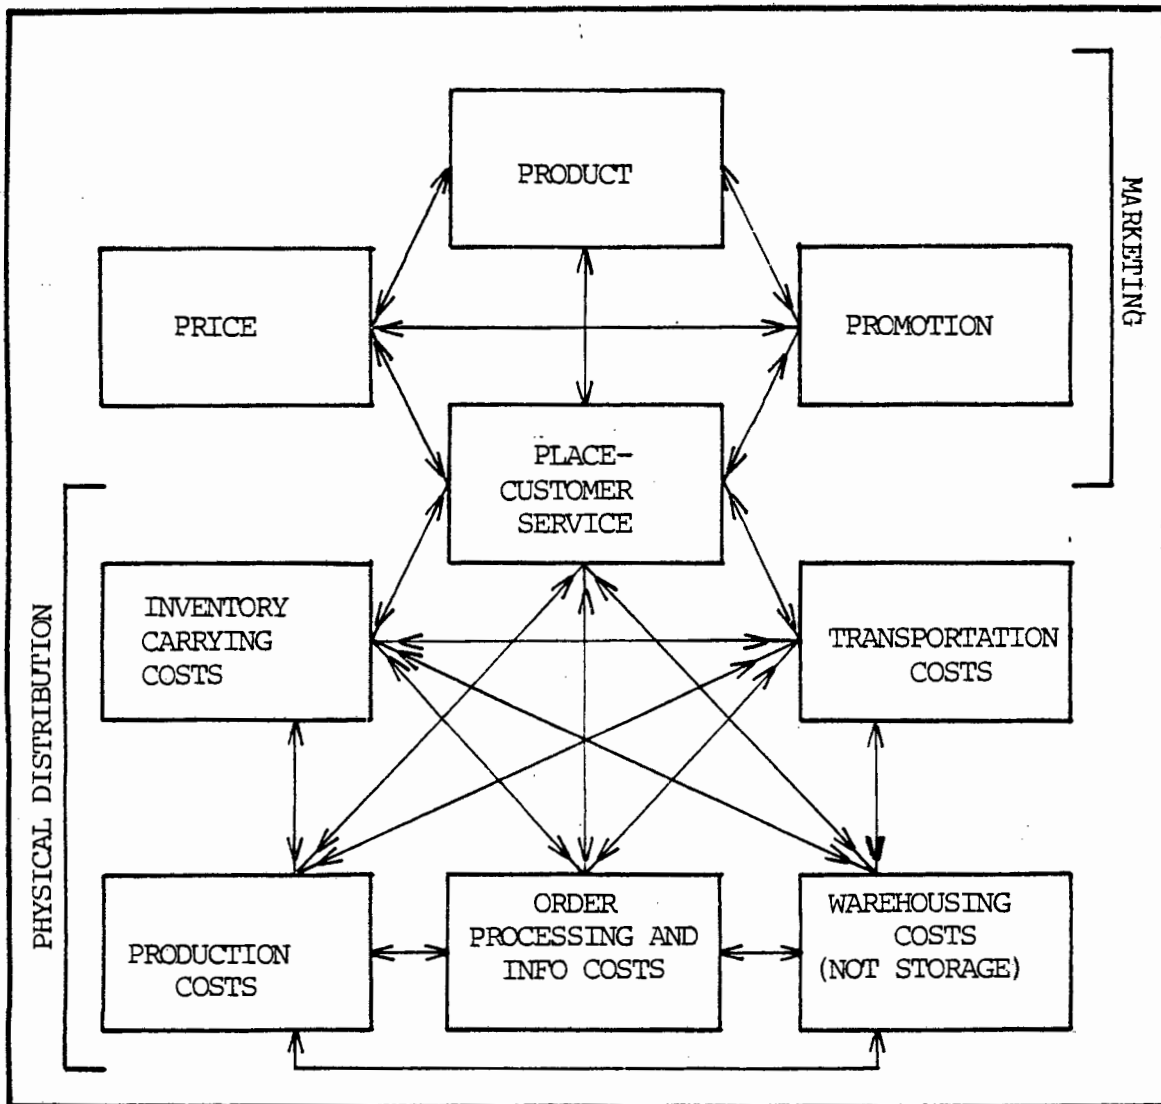 PRODUCT
MARKETING
PRICE
PROMOTION
PLACE-
CUSTOMER
SERVICE
PHYSICAL DISTRIBUTION
INVENTORY
CARRYING
COSTS
TRANSPORTATION
COSTS
PRODUCTION
COSTS
ORDER
PROCESSING AND
INFO COSTS
WAREHOUSING
COSTS
(NOT STORAGE)